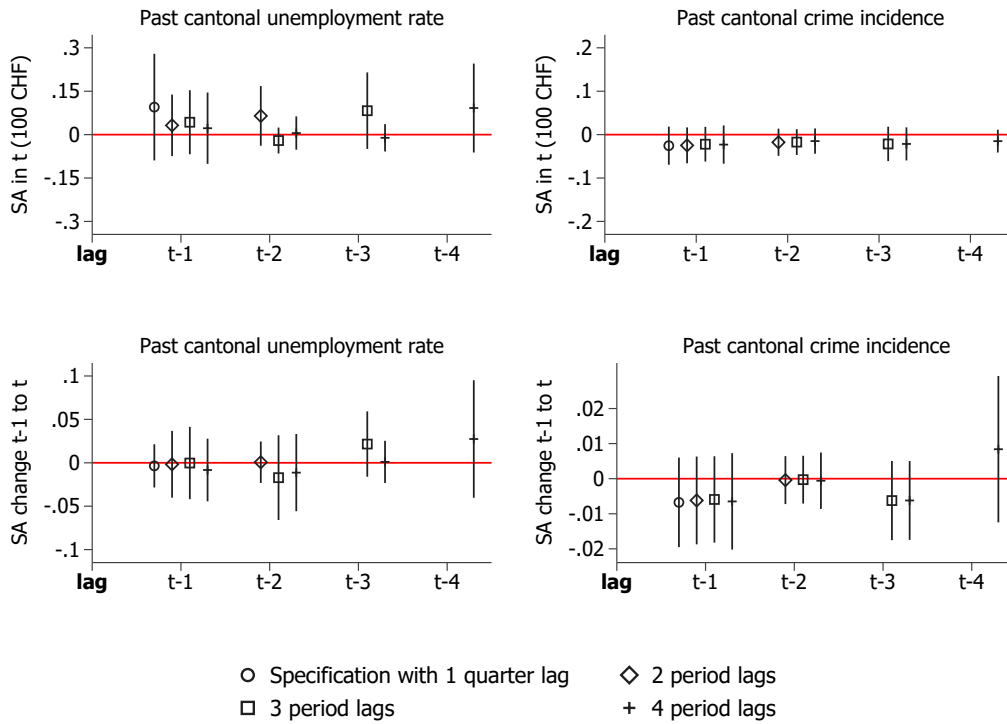 Past cantonal unemployment rate
SA in t (100 CHF)
.3
.15
0
-.15
-.3
lag t-1 t-2 t-3 t-4
Past cantonal crime incidence
SA in t (100 CHF)
.2
.1
0
-.1
-.2
lag t-1 t-2 t-3 t-4
Past cantonal unemployment rate
SA change t-1 to t
.1
.05
0
-.05
-.1
lag t-1 t-2 t-3 t-4
Past cantonal crime incidence
SA change t-1 to t
.02
.01
0
-.01
-.02
lag t-1 t-2 t-3 t-4
Specification with 1 quarter lag
2 period lags
3 period lags
4 period lags